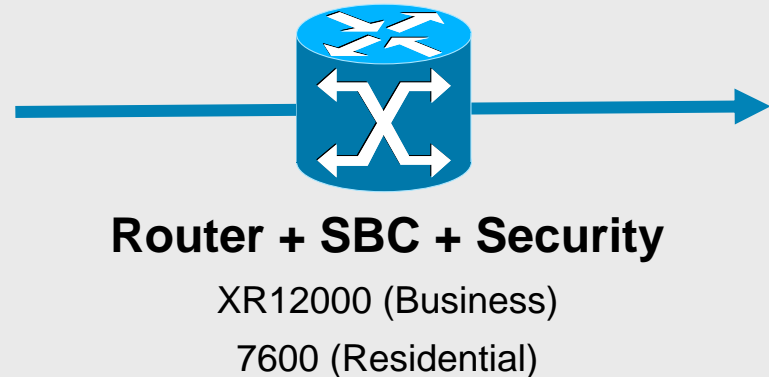 Router + SBC + Security
XR12000 (Business)
7600 (Residential)